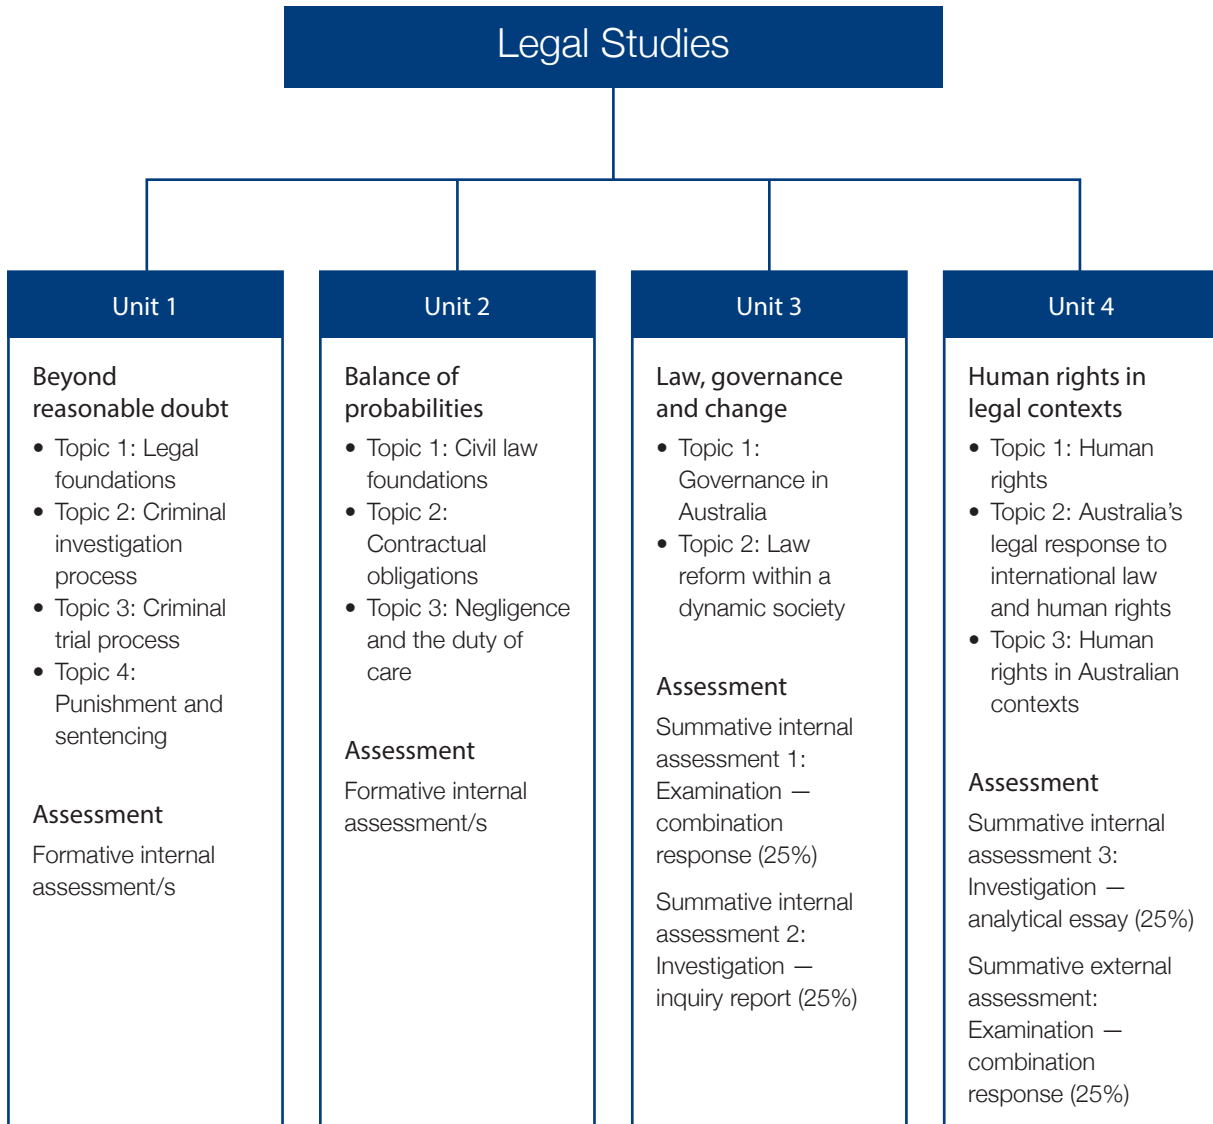 Legal Studies
Unit 1
Beyond
reasonable doubt
• Topic 1: Legal
foundations
• Topic 2: Criminal
investigation
process
• Topic 3: Criminal
trial process
• Topic 4:
Punishment and
sentencing
Assessment
Formative internal
assessment/s
Unit 2
Balance of
probabilities
• Topic 1: Civil law
foundations
• Topic 2:
Contractual
obligations
• Topic 3: Negligence
and the duty of
care
Assessment
Formative internal
assessment/s
Unit 3
Law, governance
and change
• Topic 1:
Governance in
Australia
• Topic 2: Law
reform within a
dynamic society
Assessment
Summative internal
assessment 1:
Examination —
combination
response (25%)
Summative internal
assessment 2:
Investigation —
inquiry report (25%)
Unit 4
Human rights in
legal contexts
• Topic 1: Human
rights
• Topic 2: Australia’s
legal response to
international law
and human rights
• Topic 3: Human
rights in Australian
contexts
Assessment
Summative internal
assessment 3:
Investigation —
analytical essay (25%)
Summative external
assessment:
Examination —
combination
response (25%)